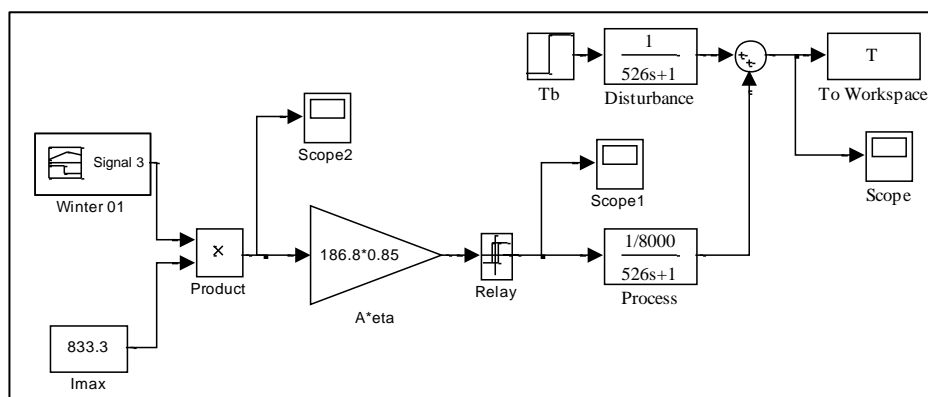 Tb
1
526s+1
Disturbance
T
To Workspace
Scope2
Signal 3
Winter 01
Scope1
Scope
Product
186.8*0.85
A*eta
Relay
1/8000
526s+1
Process
833.3
Imax